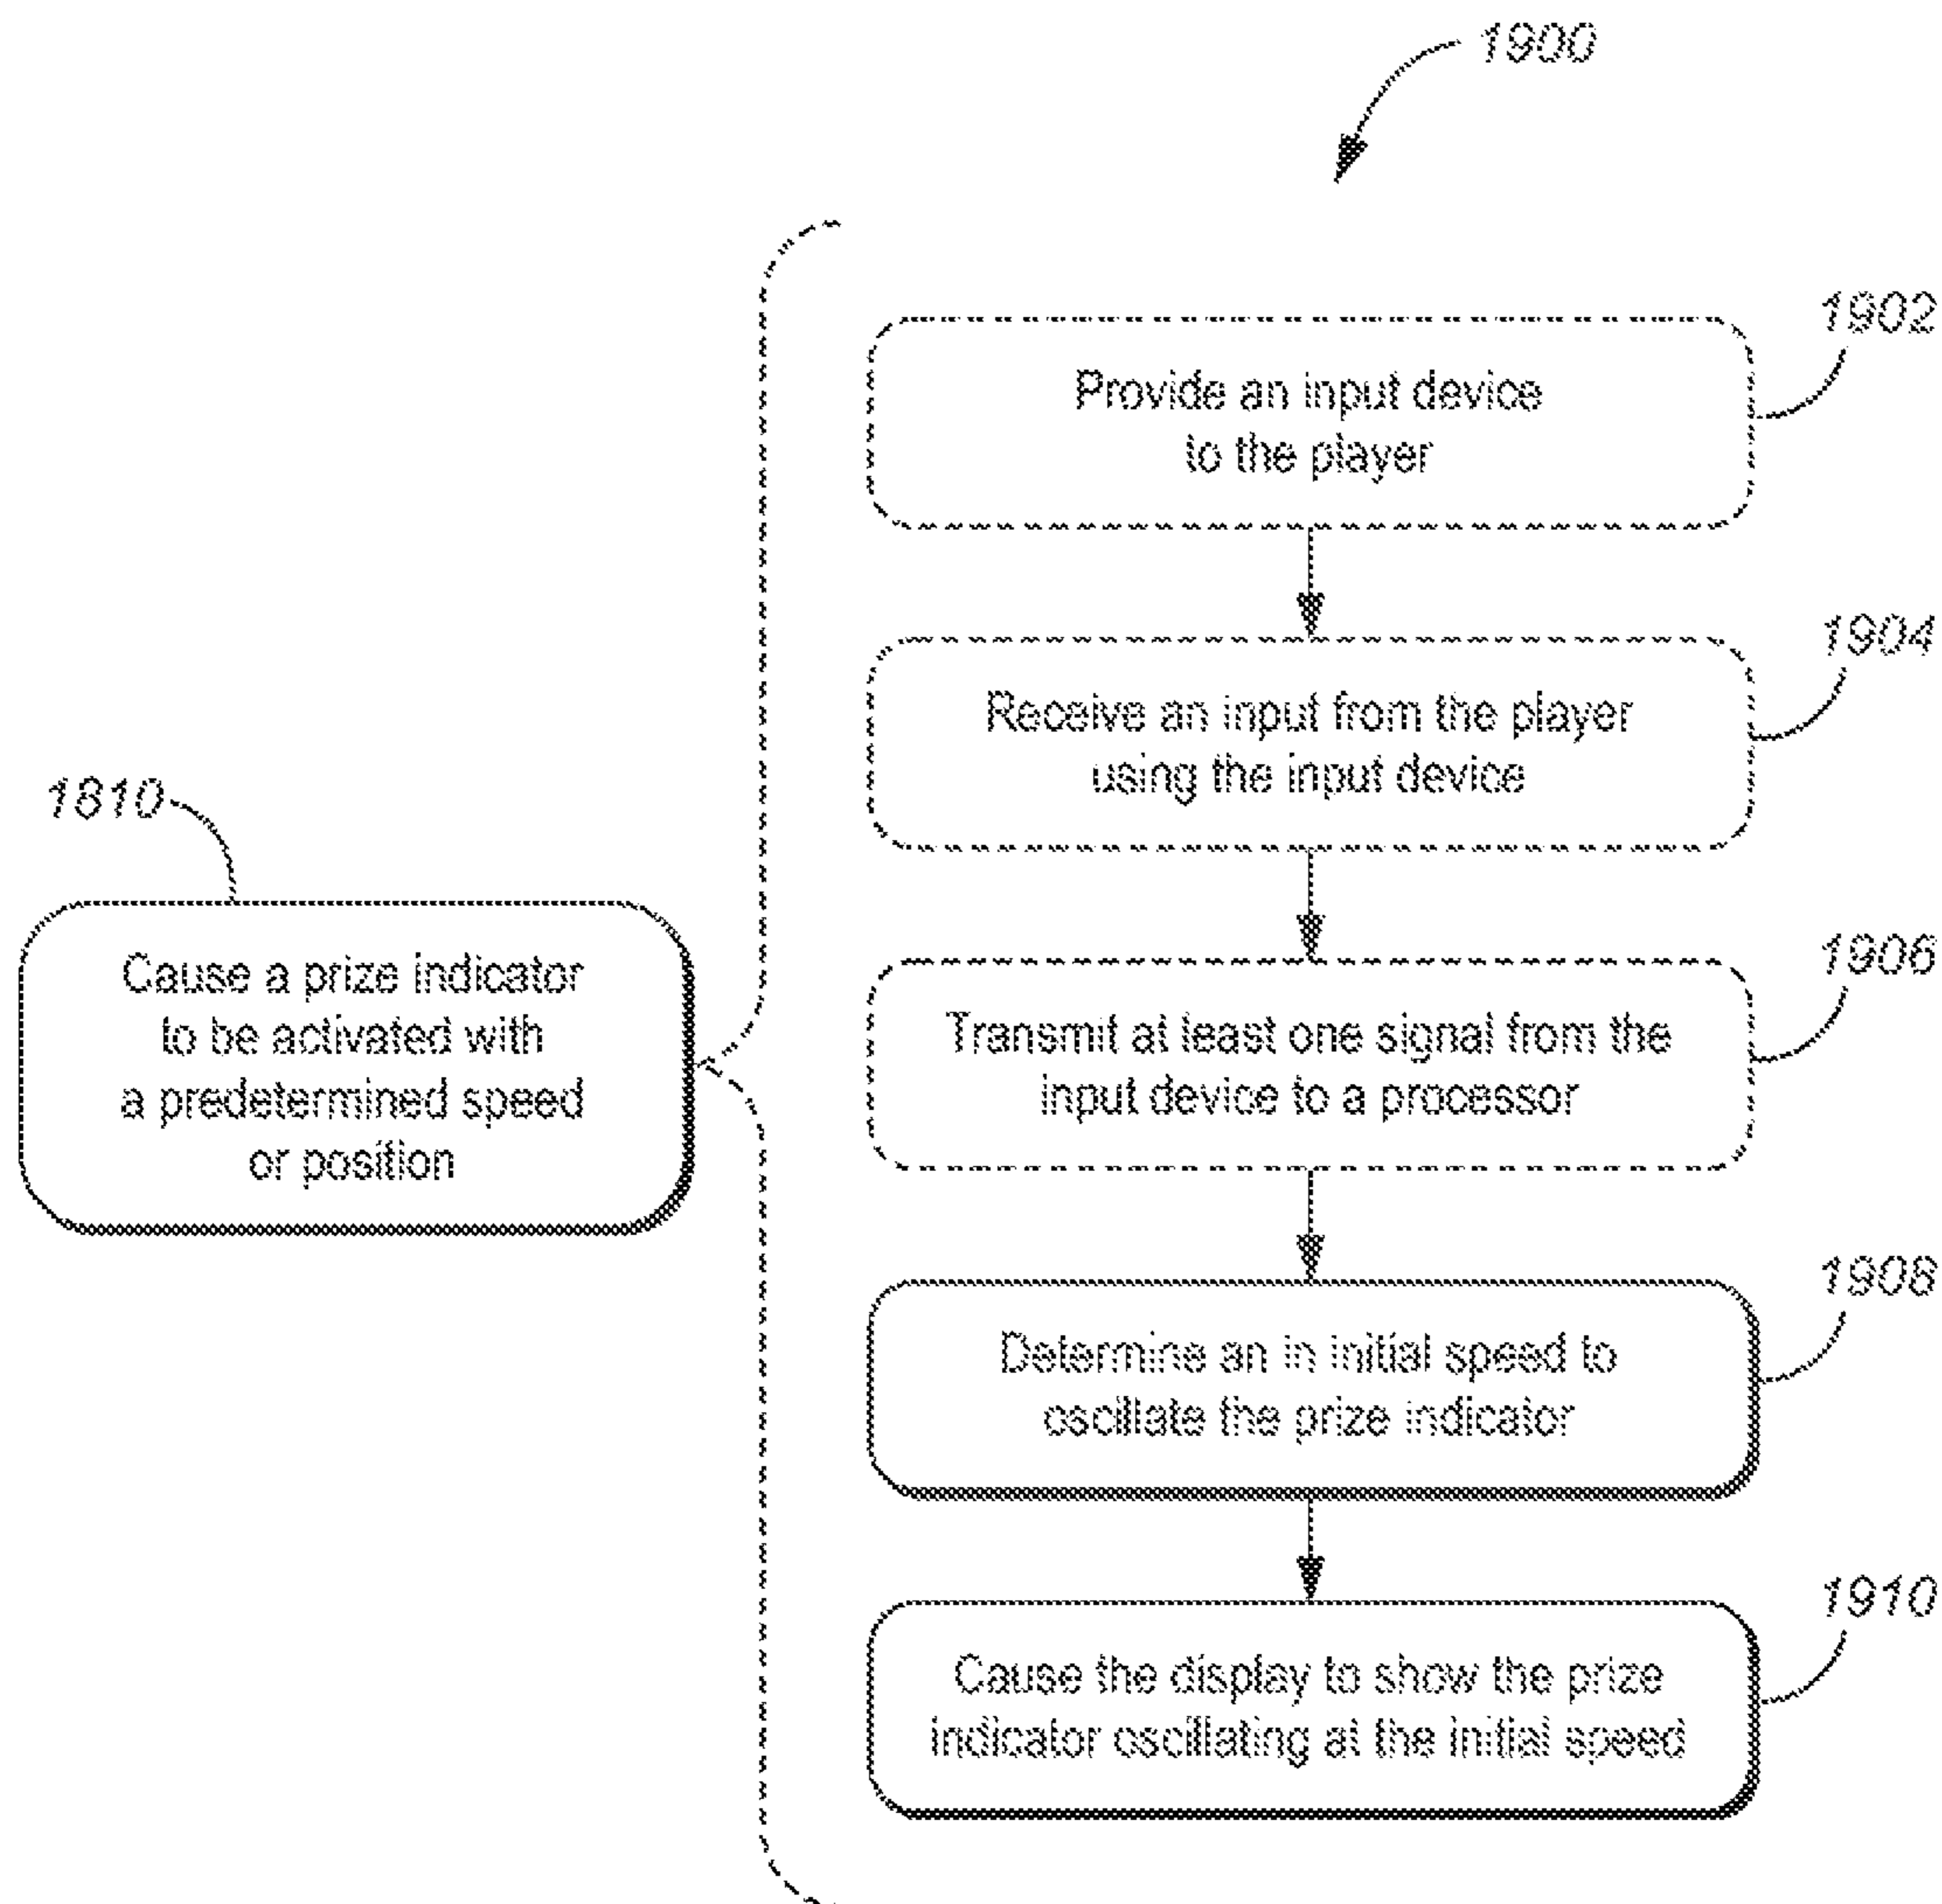 1900
1902
Provide an input device
to the player
1904
Receive an input from the player
using the input device
1810
Cause a prize indicator
to be activated with
a predetermined speed
or position
1906
Transmit at least one signal from the
input device to a processor
1908
Determine an in initial speed to
oscillate the prize indicator
1910
Cause the display to show the prize
indicator oscillating at the initial speed